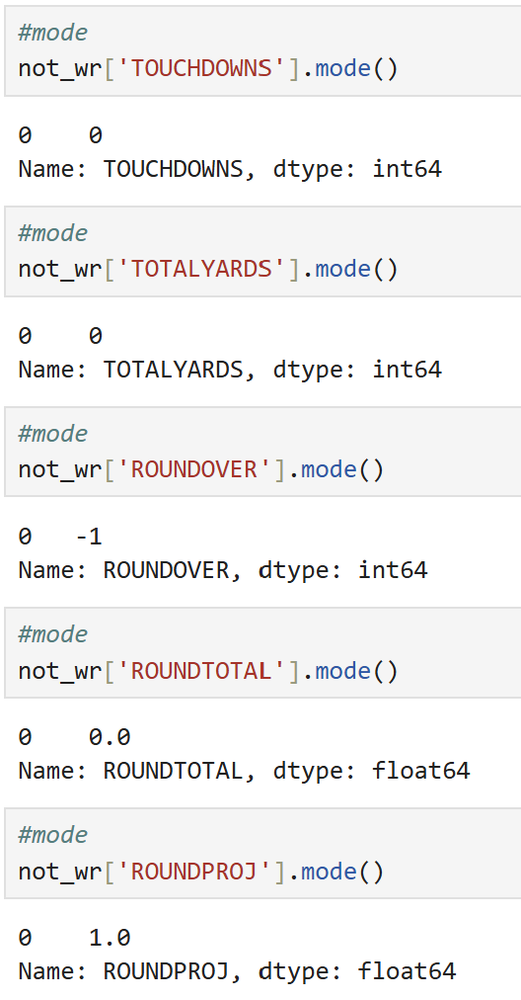 #mode
not_wr['TOUCHDOWNS'].mode()
0    0
Name: TOUCHDOWNS, dtype: int64
#mode
not_wr['TOTALYARDS'].mode()
0    0
Name: TOTALYARDS, dtype: int64
#mode
not_wr['ROUNDOVER'].mode()
0   -1
Name: ROUNDOVER, dtype: int64
#mode
not_wr['ROUNDTOTAL'].mode()
0    0.0
Name: ROUNDTOTAL, dtype: float64
#mode
not_wr['ROUNDPROJ'].mode()
0    1.0
Name: ROUNDPROJ, dtype: float64